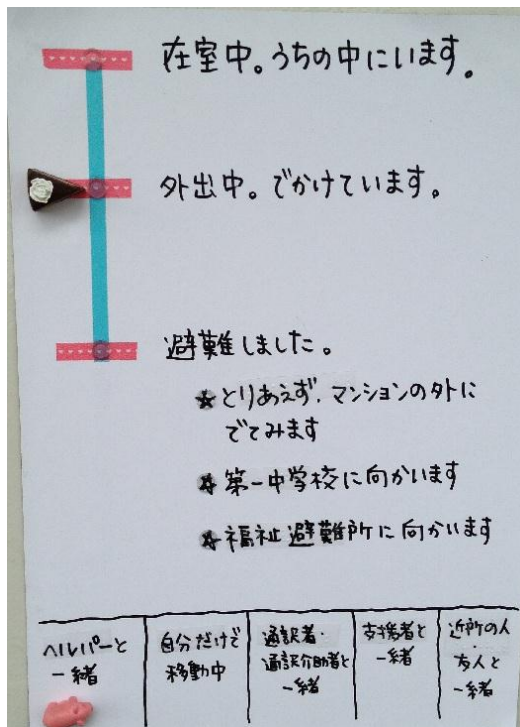 在室中。うちの中にいます。
外出中。でかけています。
避難しました。
★とりあえず、マンションの外に
でてみます
★第一中学校に向かいます
★福祉避難所に向かいます
ヘルパーと
一緒
自分だけで
移動中
通訳者・
通訳介助者と
一緒
支援者と
一緒
近所の人
・
友人と
一緒